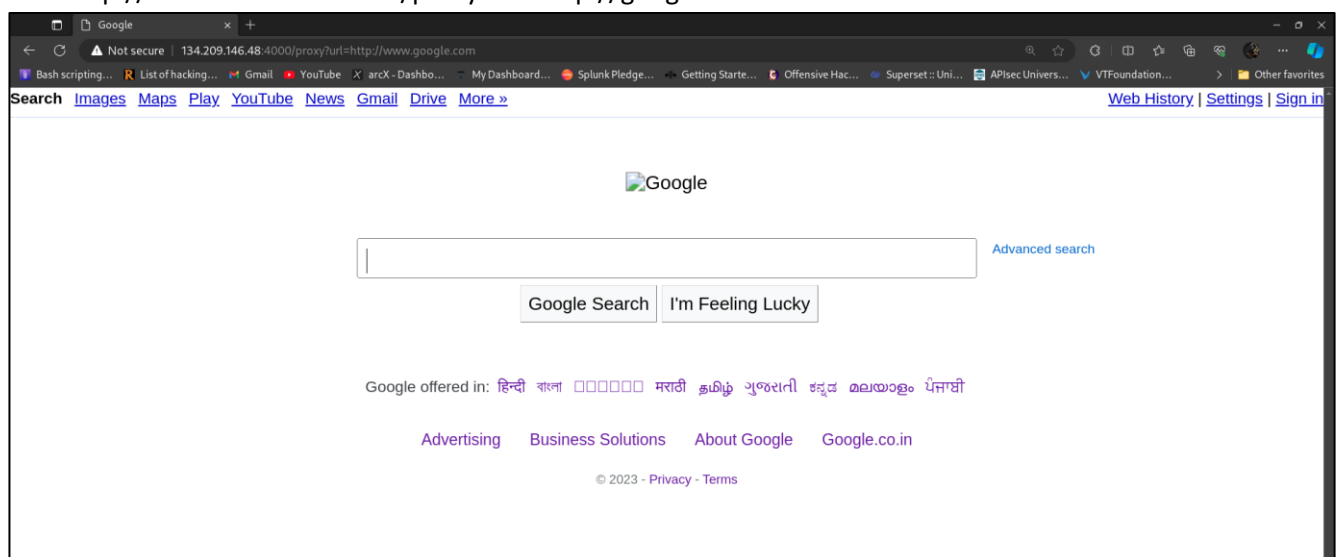 Google
Not secure | 134.209.146.48:4000/proxy?url=http://www.google.com
Bash scripting... List of hacking... Gmail YouTube arcX - Dashbo... My Dashboard... Splunk Pledge... Getting Starte... Offensive Hac... Superset :: Uni... APIsec Univers... VTFoundation... Other favorites
Search Images Maps Play YouTube News Gmail Drive More » Web History | Settings | Sign in
Google
Advanced search
Google Search I'm Feeling Lucky
Google offered in: हिन्दी বাংলা □□□□□□ मराठी தமிழ் ગુજરાતી ಕನ್ನಡ മലയാളം ਪੰਜਾਬੀ
Advertising Business Solutions About Google Google.co.in
© 2023 - Privacy - Terms